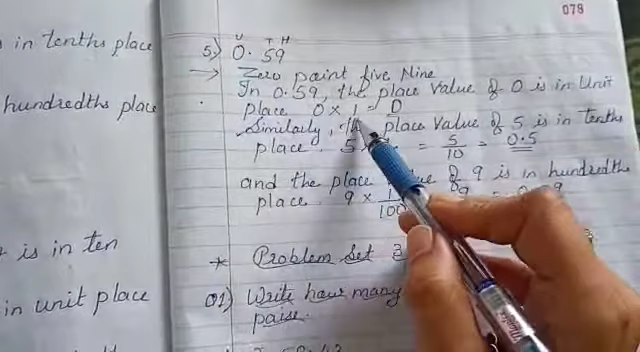 079
s in tenths place
hundredths place
is in ten
in unit place
U T H
5) 0.59
→ Zero point five Nine
In 0.59, the place value of 0 is in Unit
place 0 × 1 = 0
Similarly, place value of 5 is in tenths
place. 5 = 5/10 = 0.5
and the place of 9 is in hundredths
place. 9 × 1/100
* Problem Set 3
01) Write how many
paise.